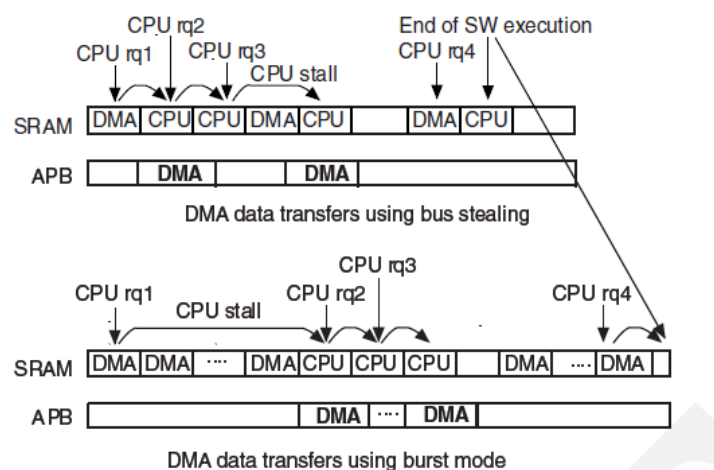 CPU rq2
End of SW execution
CPU rq1
CPU rq3
CPU rq4
CPU stall
SRAM DMA CPU CPU DMA CPU DMA CPU
APB DMA DMA
DMA data transfers using bus stealing
CPU rq3
CPU rq1
CPU stall
CPU rq2
CPU rq4
SRAM DMA DMA .... DMA CPU CPU CPU DMA .... DMA
APB DMA .... DMA
DMA data transfers using burst mode